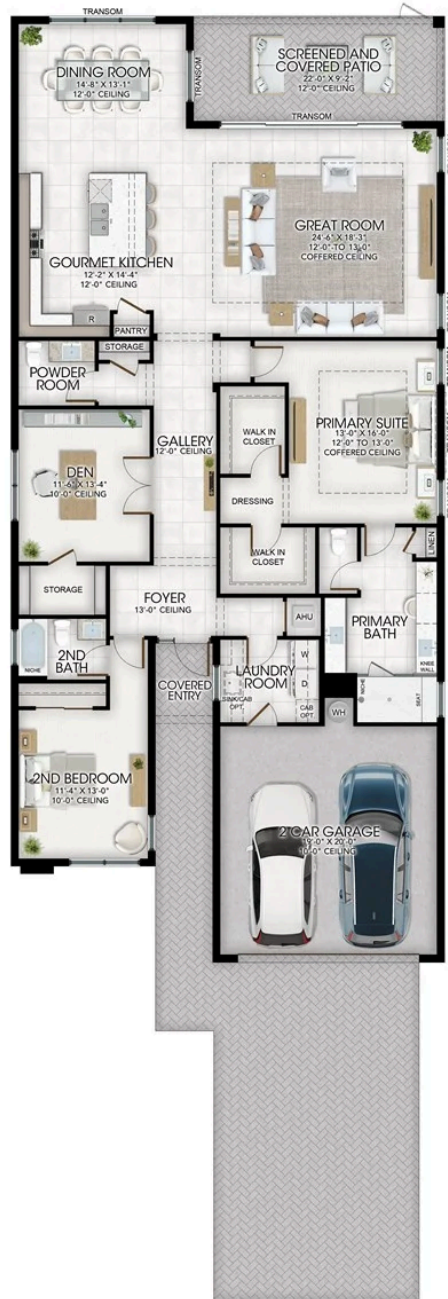 TRANSOM
SCREENED AND
COVERED PATIO
22'-0" X 9'-2"
12'-0" CEILING
DINING ROOM
14'-8" X 13'-1"
12'-0" CEILING
TRANSOM
TRANSOM
GREAT ROOM
24'-6" X 18'-3"
12'-0" TO 13'-0"
COFFERED CEILING
GOURMET KITCHEN
12'-2" X 14'-4"
12'-0" CEILING
R
PANTRY
STORAGE
POWDER
ROOM
GALLERY
12'-0" CEILING
WALK IN
CLOSET
PRIMARY SUITE
13'-0" X 16'-0"
12'-0" TO 13'-0"
COFFERED CEILING
DEN
11'-6" X 13'-4"
10'-0" CEILING
DRESSING
WALK IN
CLOSET
LINEN
STORAGE
FOYER
13'-0" CEILING
AHU
PRIMARY
BATH
2ND
BATH
NICHE
COVERED
ENTRY
LAUNDRY
ROOM
W
D
SINK/CAB
OPT.
CAB
OPT
KNEE
WALL
NICHE
SEAT
WH
2ND BEDROOM
11'-4" X 13'-0"
10'-0" CEILING
2 CAR GARAGE
19'-0" X 20'-0"
10'-0" CEILING